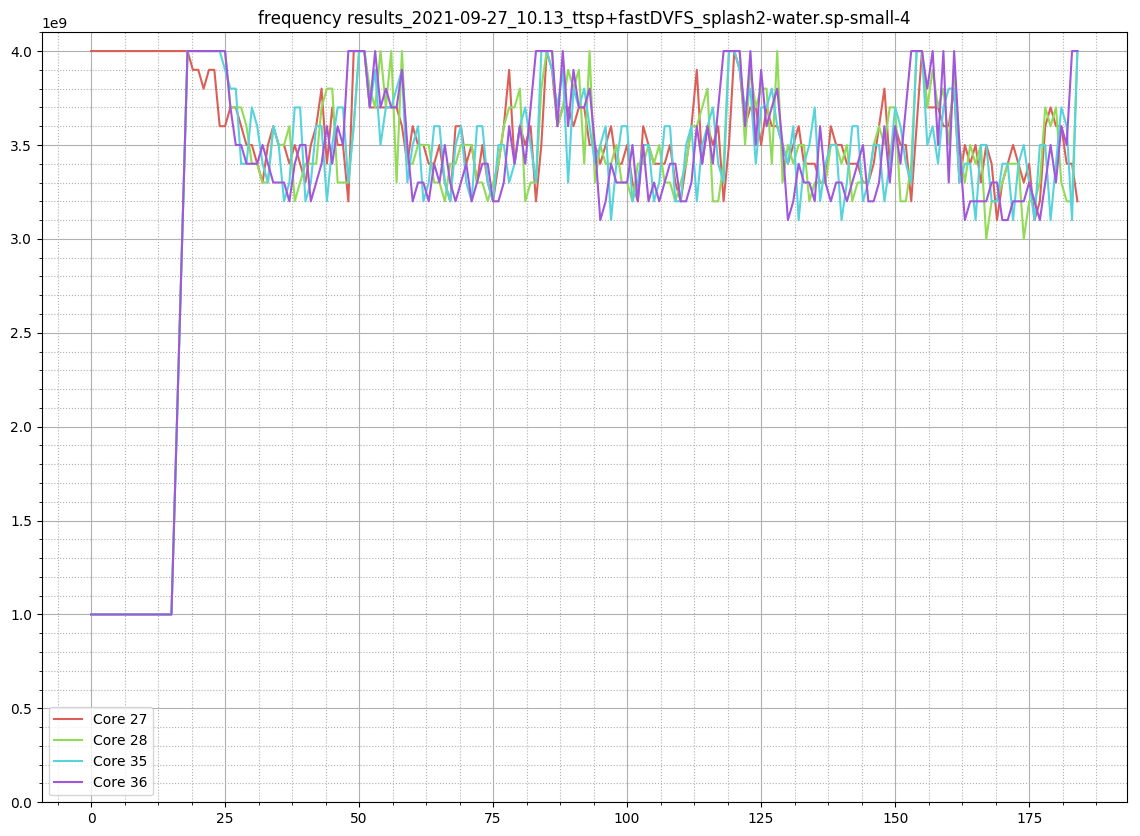 frequency results_2021-09-27_10.13_ttsp+fastDVFS_splash2-water.sp-small-4
1e9
4.0
3.5
3.0
2.5
2.0
1.5
1.0
0.5
0.0
Core 27
Core 28
Core 35
Core 36
0 25 50 75 100 125 150 175